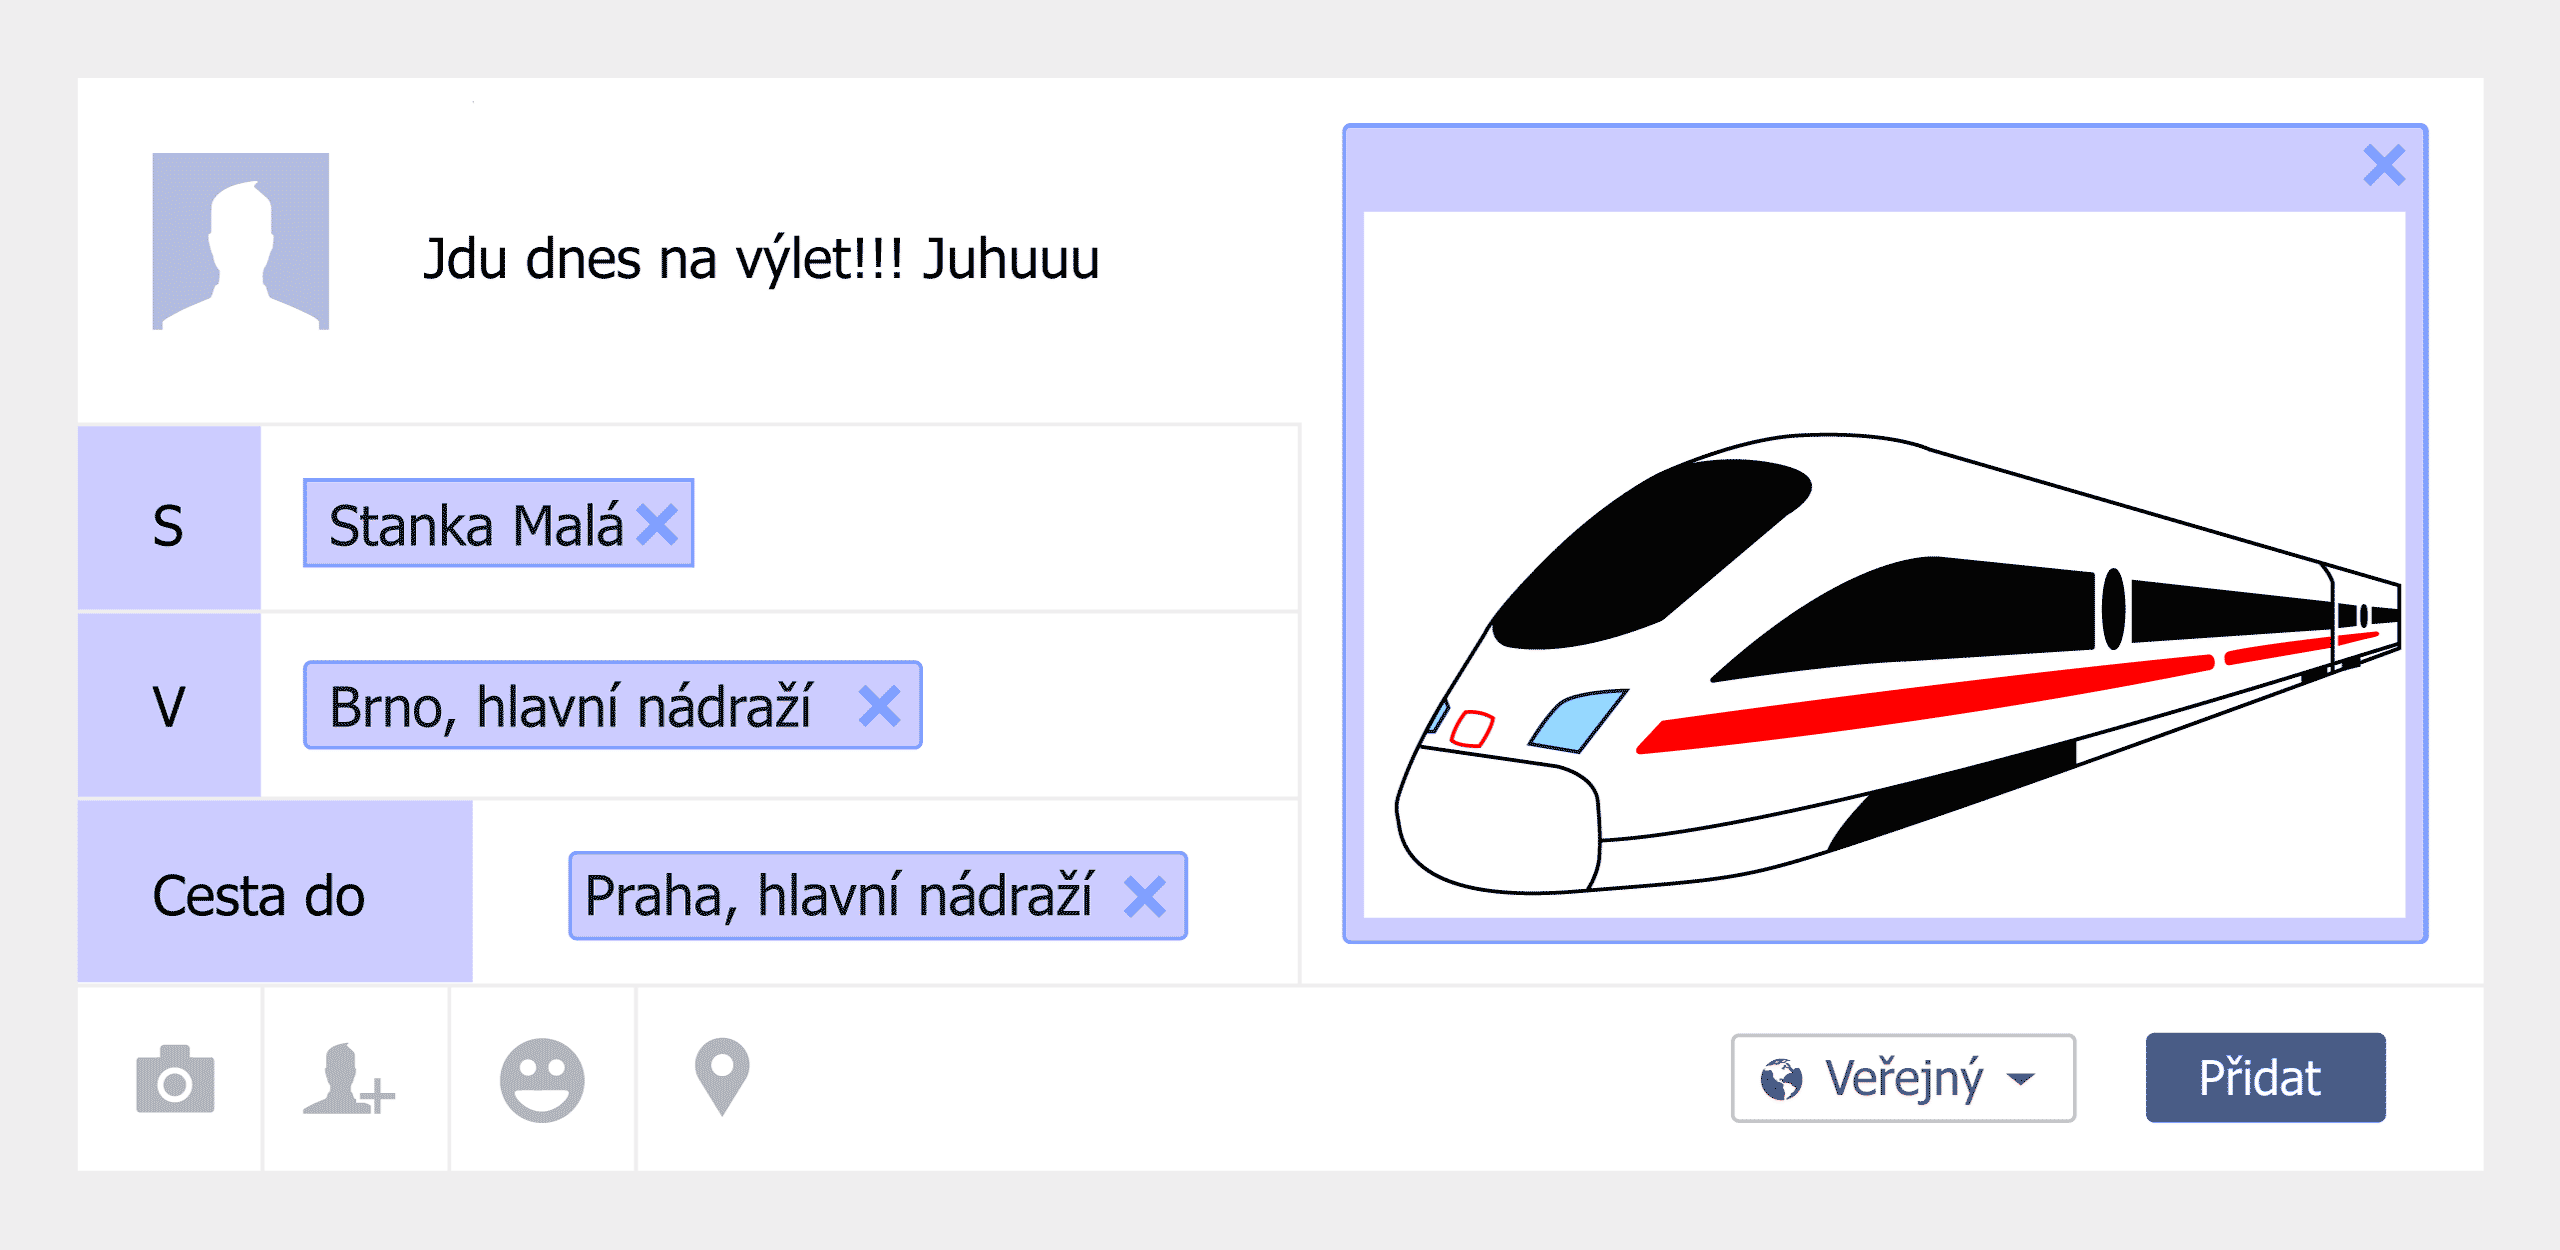 Jdu dnes na výlet!!! Juhuuu
S
Stanka Malá
V
Brno, hlavní nádraží
Cesta do
Praha, hlavní nádraží
Veřejný
Přidat